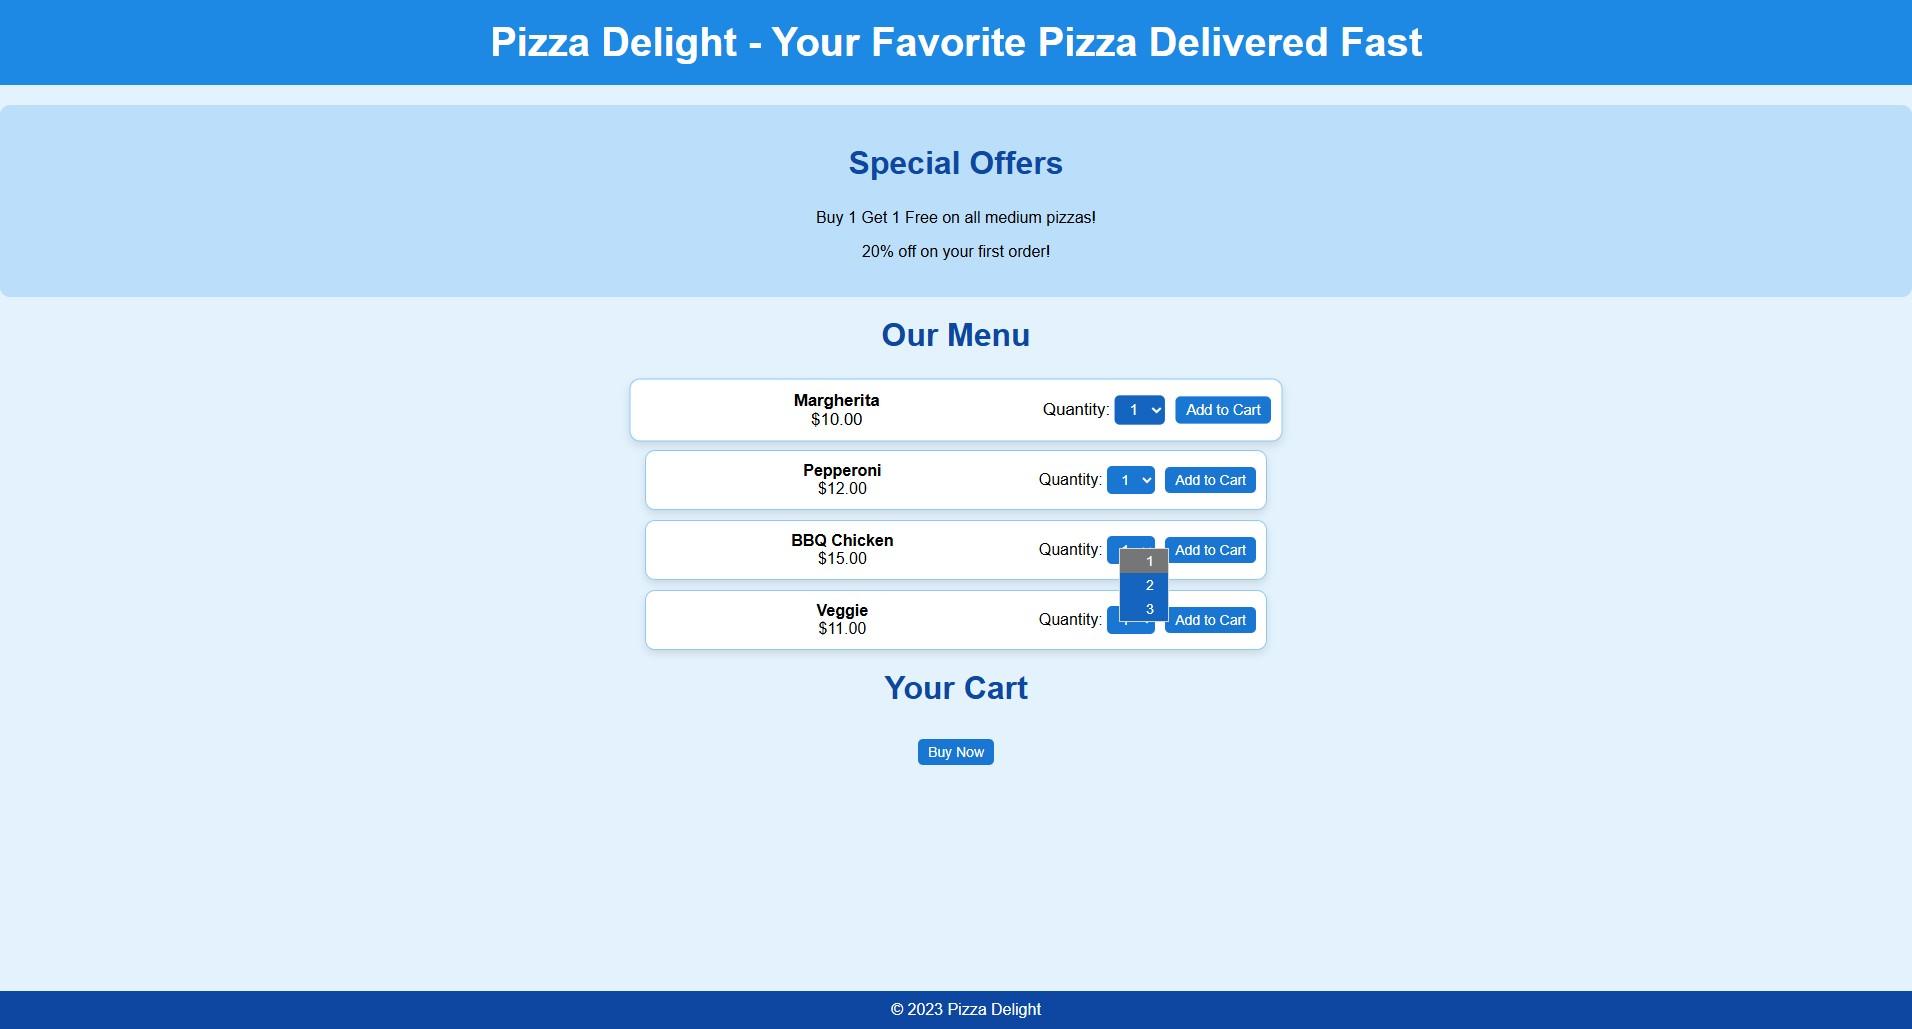 Pizza Delight - Your Favorite Pizza Delivered Fast
Special Offers
Buy 1 Get 1 Free on all medium pizzas!
20% off on your first order!
Our Menu
Margherita
$10.00
Quantity: 1 Add to Cart
Pepperoni
$12.00
Quantity: 1 Add to Cart
BBQ Chicken
$15.00
Quantity: Add to Cart
1
2
3
Veggie
$11.00
Quantity: Add to Cart
Your Cart
Buy Now
© 2023 Pizza Delight